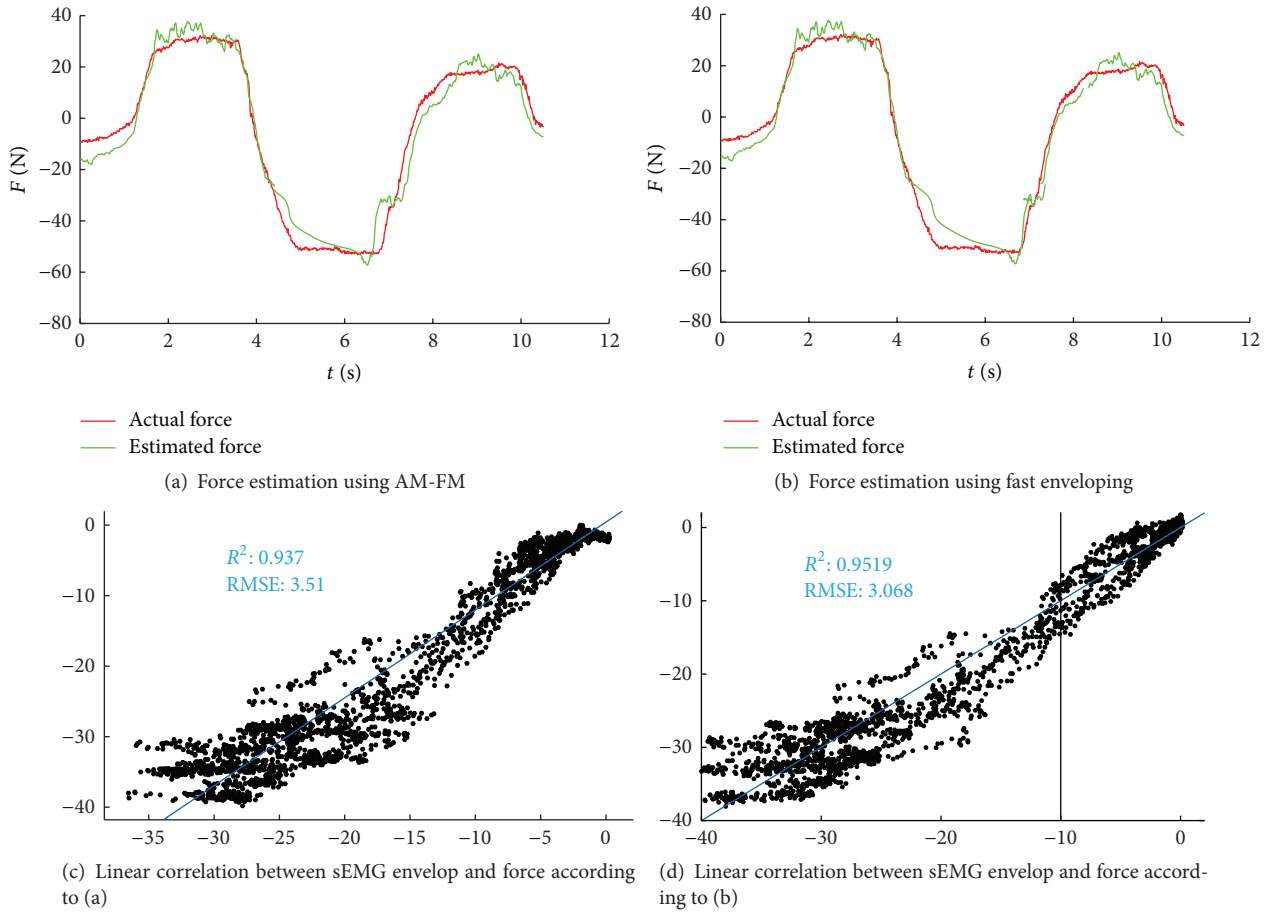 40
20
0
−20
−40
−60
−80
F (N)
0 2 4 6 8 10 12
t (s)
Actual force
Estimated force
(a) Force estimation using AM-FM
40
20
0
−20
−40
−60
−80
F (N)
0 2 4 6 8 10 12
t (s)
Actual force
Estimated force
(b) Force estimation using fast enveloping
0
−10
−20
−30
−40
R²: 0.937
RMSE: 3.51
−35 −30 −25 −20 −15 −10 −5 0
(c) Linear correlation between sEMG envelop and force according
to (a)
0
−10
−20
−30
−40
R²: 0.9519
RMSE: 3.068
−40 −30 −20 −10 0
(d) Linear correlation between sEMG envelop and force accord-
ing to (b)